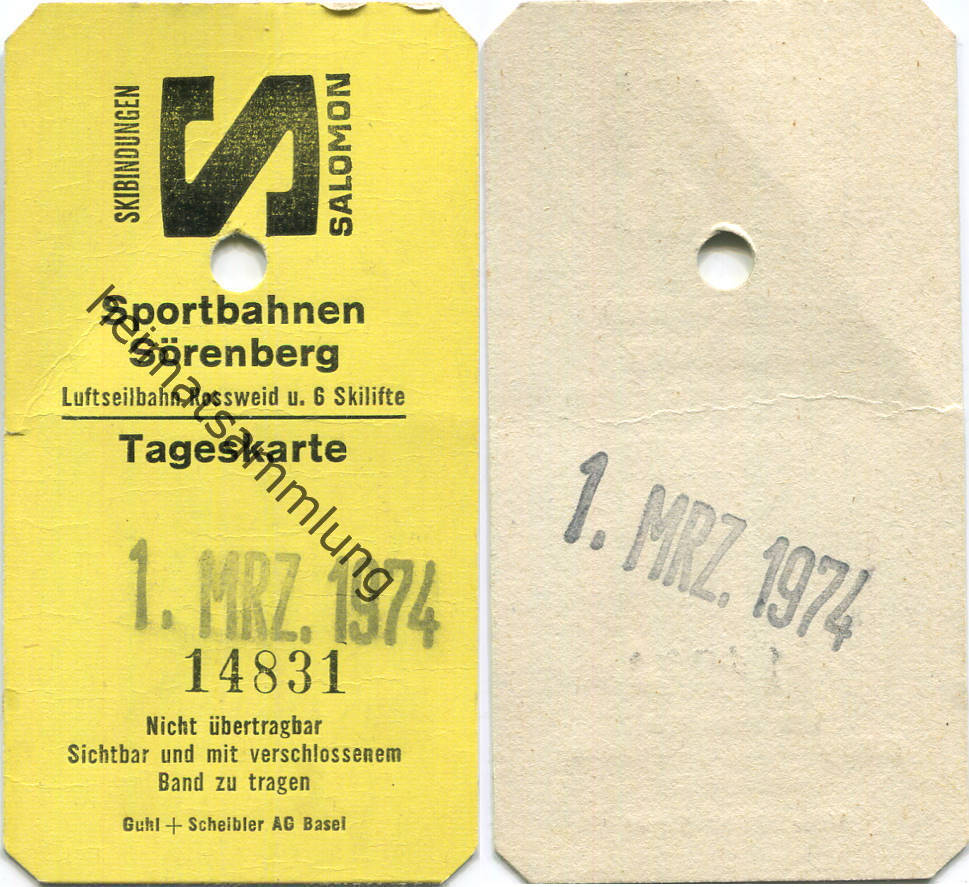 SKIBINDUNGEN
SALOMON
Sportbahnen
Sörenberg
Luftseilbahn, Rossweid u. 6 Skilifte
Tageskarte
1. MRZ. 1974
14831
Nicht übertragbar
Sichtbar und mit verschlossenem
Band zu tragen
Guhl + Scheibler AG Basel
heimatsammlung
1. MRZ. 1974